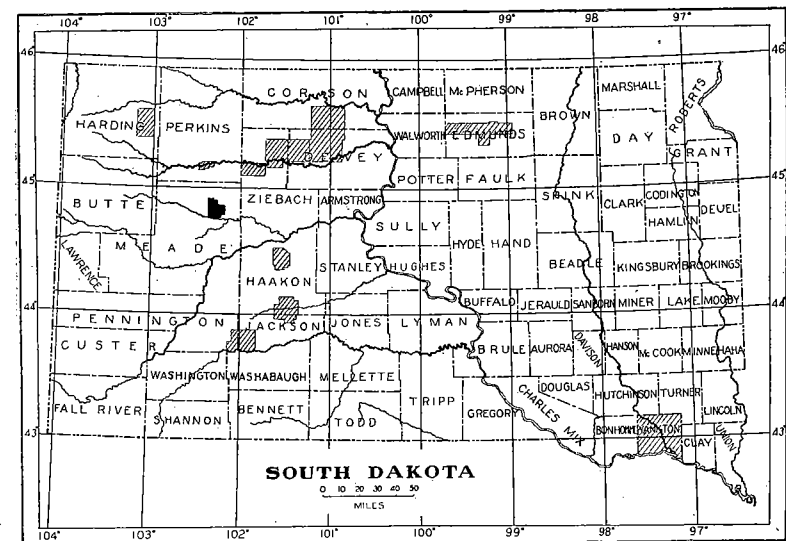 104° 103° 102° 101° 100° 99° 98° 97°
46° 46°
CORSON CAMPBELL McPHERSON MARSHALL ROBERTS
HARDING PERKINS WALWORTH EDMUNDS BROWN DAY
DEWEY GRANT
45° POTTER FAULK 45°
BUTTE ZIEBACH ARMSTRONG SPINK CLARK CODINGTON DEUEL
HAMLIN
SULLY
LAWRENCE MEADE HYDE HAND
STANLEY HUGHES BEADLE KINGSBURY BROOKINGS
HAAKON
44° BUFFALO JERAULD SANBORN MINER LAKE MOODY 44°
PENNINGTON JACKSON JONES LYMAN
CUSTER BRULE AURORA DAVISON HANSON McCOOK MINNEHAHA
WASHINGTON WASHABAUGH MELLETTE DOUGLAS
TRIPP CHARLES MIX HUTCHINSON TURNER
FALL RIVER SHANNON BENNETT TODD GREGORY LINCOLN
43° BONHOMME YANKTON CLAY UNION 43°
SOUTH DAKOTA
0 10 20 30 40 50
MILES
104° 103° 102° 101° 100° 99° 98° 97°